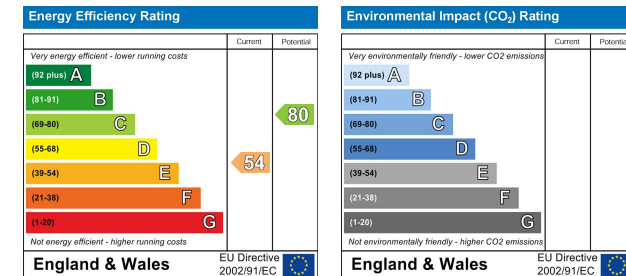 Energy Efficiency Rating
Current Potential
Very energy efficient - lower running costs
(92 plus) A
(81-91) B
(69-80) C
80
(55-68) D
54
(39-54) E
(21-38) F
(1-20) G
Not energy efficient - higher running costs
England & Wales
EU Directive
2002/91/EC
Environmental Impact (CO₂) Rating
Current Potential
Very environmentally friendly - lower CO2 emissions
(92 plus) A
(81-91) B
(69-80) C
(55-68) D
(39-54) E
(21-38) F
(1-20) G
Not environmentally friendly - higher CO2 emissions
England & Wales
EU Directive
2002/91/EC